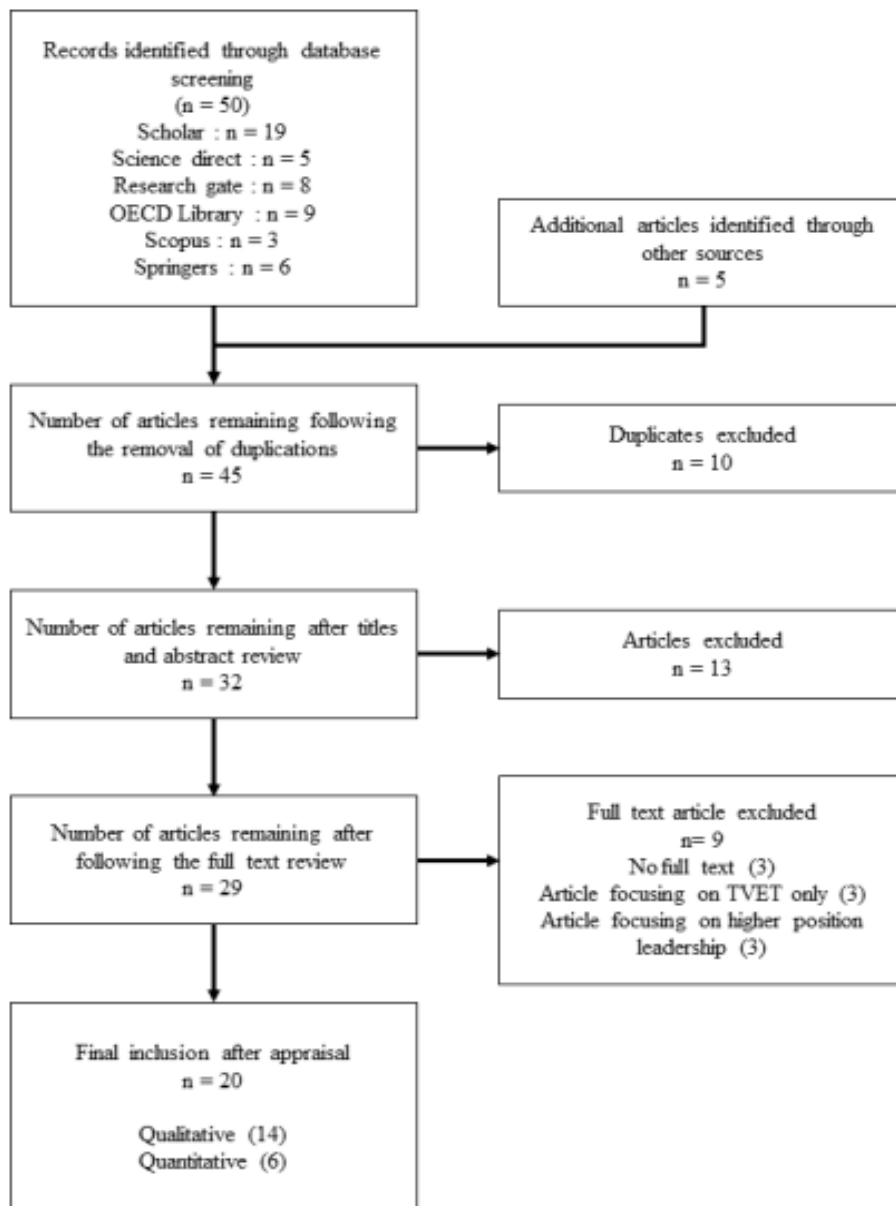 Records identified through database
screening
(n = 50)
Scholar : n = 19
Science direct : n = 5
Research gate : n = 8
OECD Library : n = 9
Scopus : n = 3
Springers : n = 6
Additional articles identified through
other sources
n = 5
Number of articles remaining following
the removal of duplications
n = 45
Duplicates excluded
n = 10
Number of articles remaining after titles
and abstract review
n = 32
Articles excluded
n = 13
Number of articles remaining after
following the full text review
n = 29
Full text article excluded
n= 9
No full text (3)
Article focusing on TVET only (3)
Article focusing on higher position
leadership (3)
Final inclusion after appraisal
n = 20
Qualitative (14)
Quantitative (6)